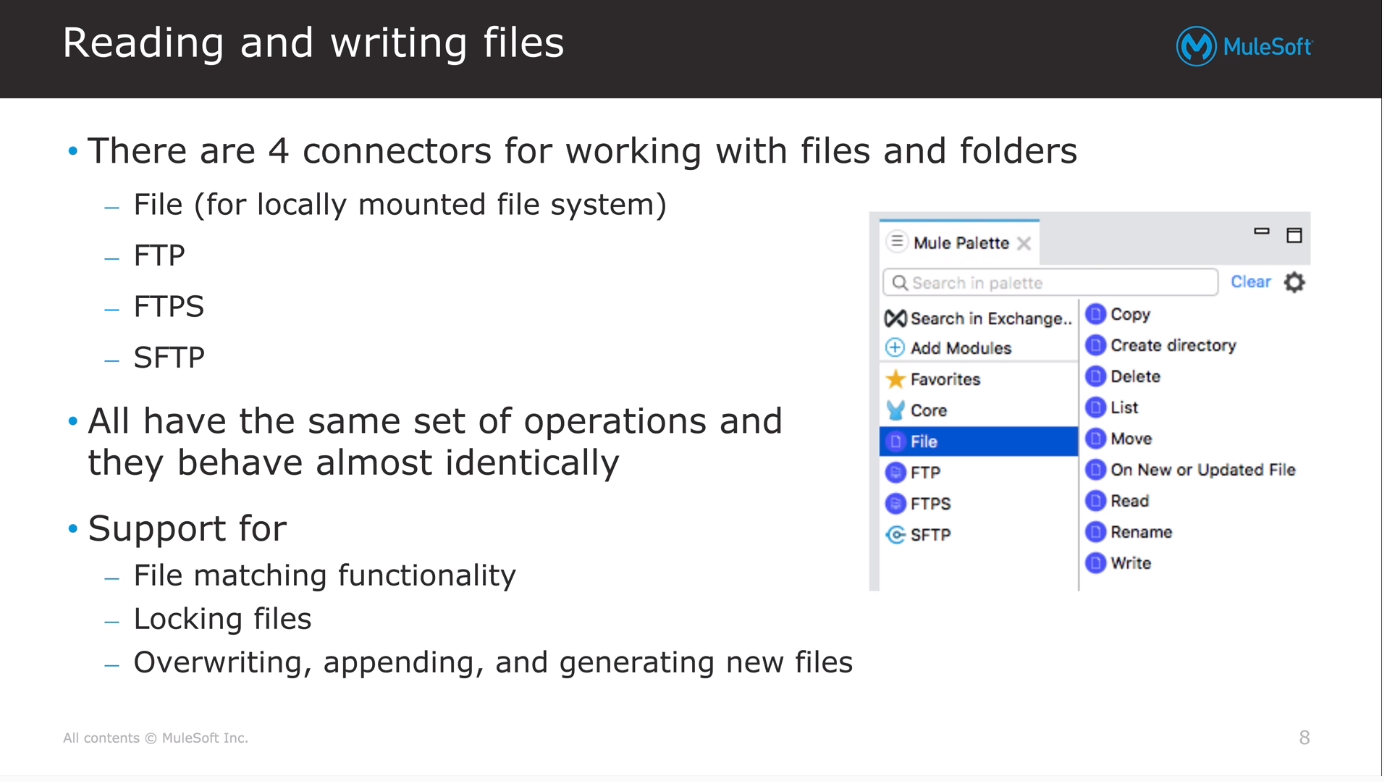 Reading and writing files
MuleSoft
• There are 4 connectors for working with files and folders
– File (for locally mounted file system)
– FTP
– FTPS
– SFTP
• All have the same set of operations and
they behave almost identically
• Support for
– File matching functionality
– Locking files
– Overwriting, appending, and generating new files
Mule Palette
Search in palette
Clear
Search in Exchange..
Add Modules
Favorites
Core
File
FTP
FTPS
SFTP
Copy
Create directory
Delete
List
Move
On New or Updated File
Read
Rename
Write
All contents © MuleSoft Inc.
8